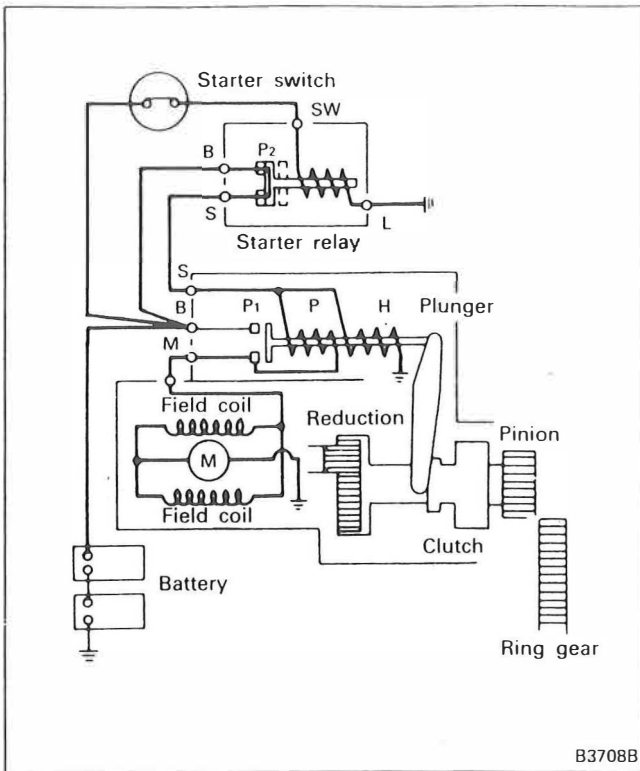 Starter switch
SW
B
P2
S
L
Starter relay
S
B
P1
P
H
Plunger
M
Field coil
Reduction
Pinion
M
Field coil
Clutch
Battery
Ring gear
B3708B